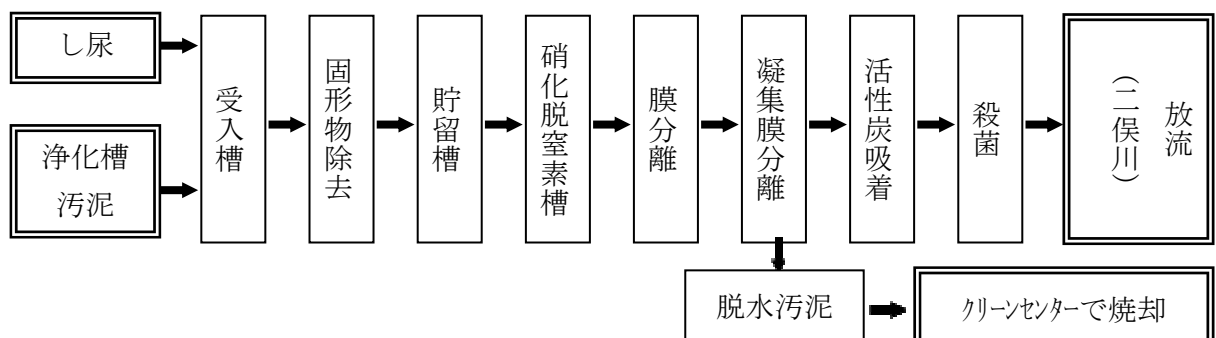 し尿
浄化槽
汚泥
受入槽
固形物除去
貯留槽
硝化脱窒素槽
膜分離
凝集膜分離
活性炭吸着
殺菌
放流
（二俣川）
脱水汚泥
ｸﾘｰﾝｾﾝﾀｰで焼却